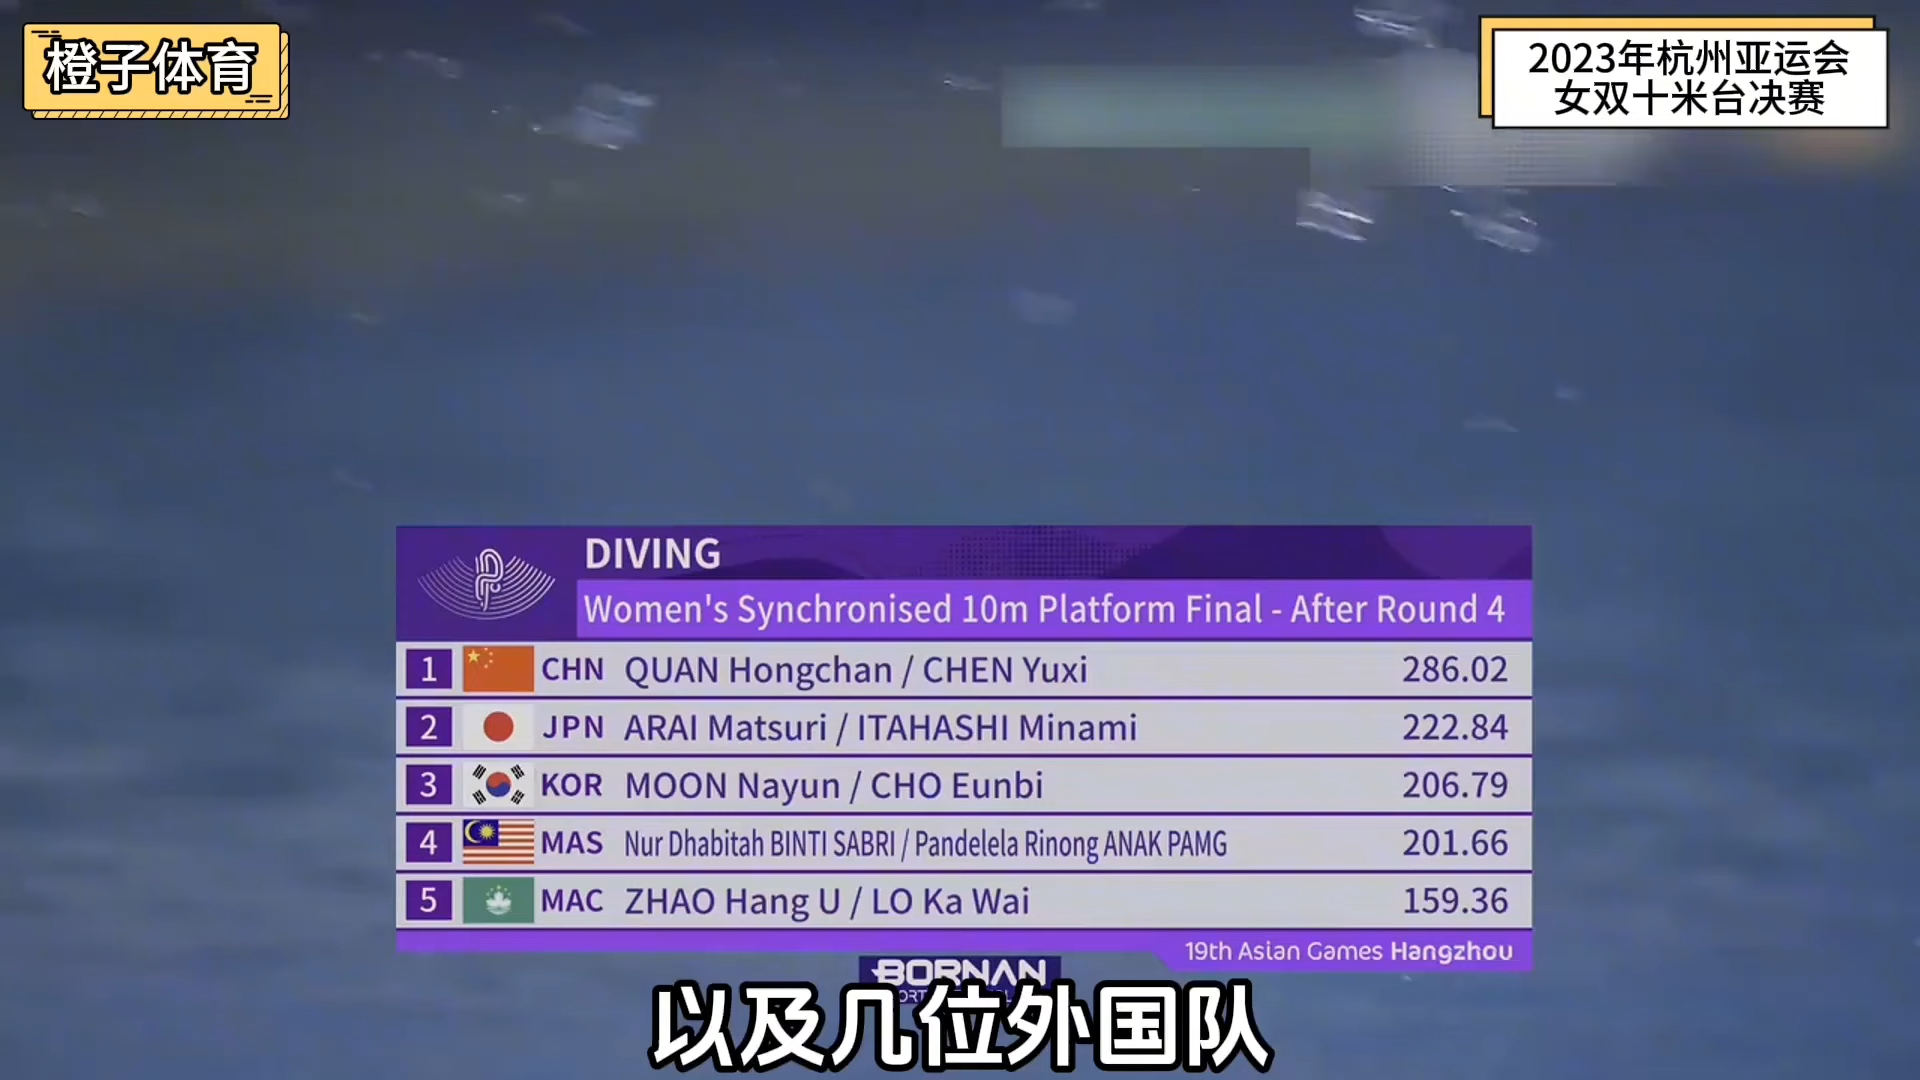 橙子体育
2023年杭州亚运会
女双十米台决赛
DIVING
Women's Synchronised 10m Platform Final - After Round 4
1 CHN QUAN Hongchan / CHEN Yuxi 286.02
2 JPN ARAI Matsuri / ITAHASHI Minami 222.84
3 KOR MOON Nayun / CHO Eunbi 206.79
4 MAS Nur Dhabitah BINTI SABRI / Pandelela Rinong ANAK PAMG 201.66
5 MAC ZHAO Hang U / LO Ka Wai 159.36
19th Asian Games Hangzhou
BORNAN
以及几位外国队